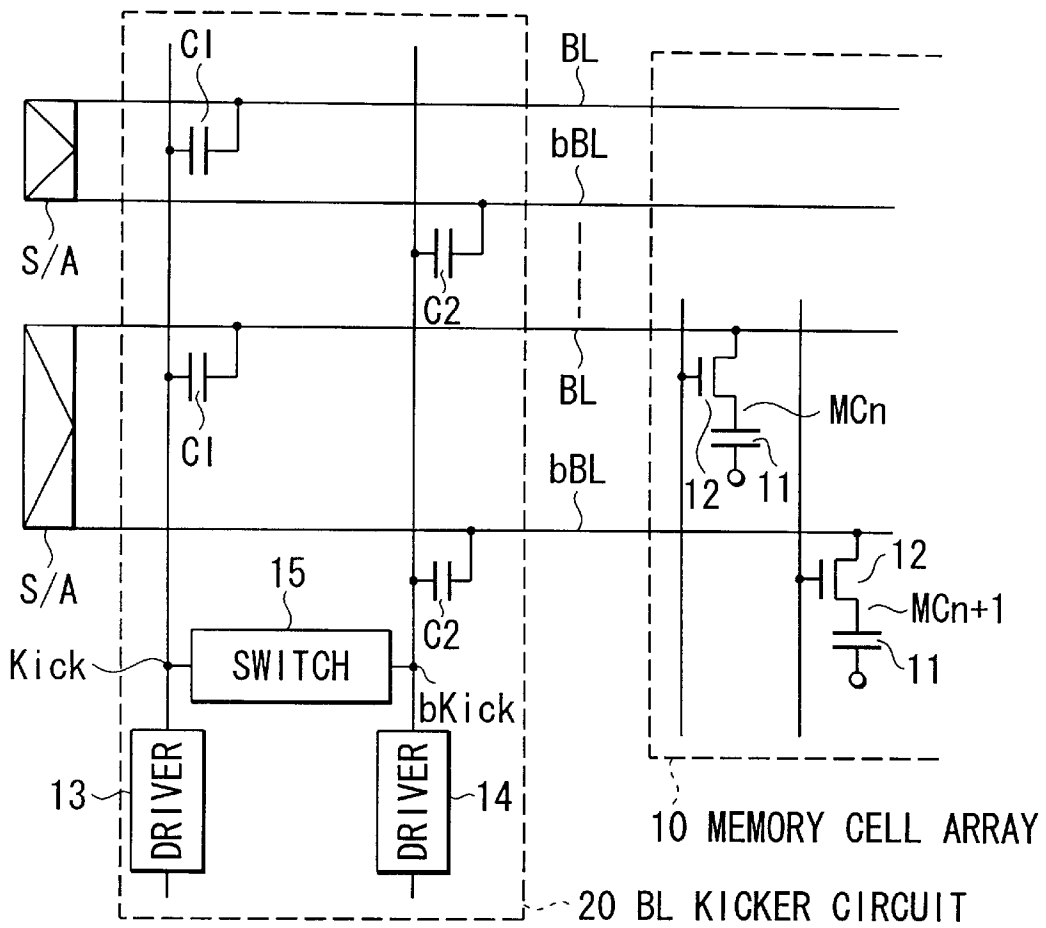 C1
BL
bBL
S/A
C2
BL
C1
MCn
12
11
bBL
S/A
15
12
C2
MCn+1
Kick
SWITCH
11
bKick
13
DRIVER
DRIVER
14
10 MEMORY CELL ARRAY
20 BL KICKER CIRCUIT